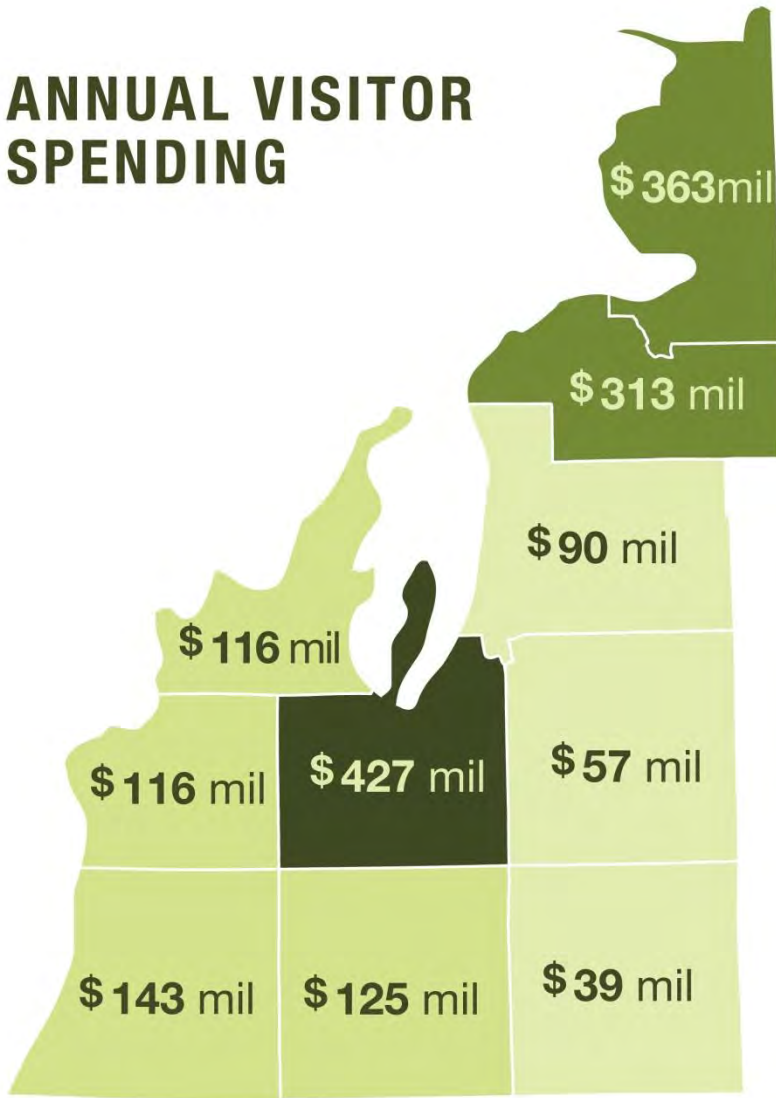 ANNUAL VISITOR
SPENDING
$ 363mil
$ 313 mil
$ 90 mil
$ 116 mil
$ 116 mil
$ 427 mil
$ 57 mil
$ 143 mil
$ 125 mil
$ 39 mil